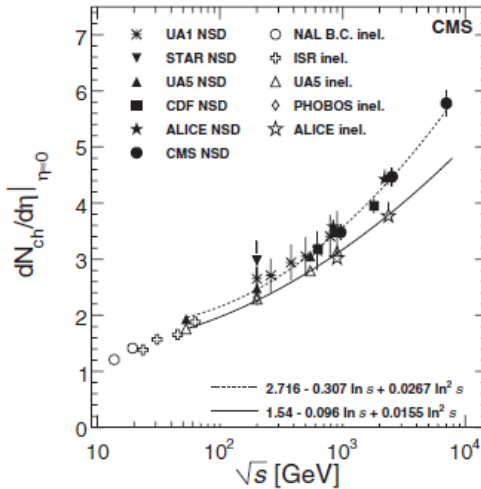 CMS
UA1 NSD
STAR NSD
UA5 NSD
CDF NSD
ALICE NSD
CMS NSD
NAL B.C. inel.
ISR inel.
UA5 inel.
PHOBOS inel.
ALICE inel.
dN_ch/dη|_η≈0
7
6
5
4
3
2
1
0
2.716 - 0.307 ln s + 0.0267 ln² s
1.54 - 0.096 ln s + 0.0155 ln² s
10 10² 10³ 10⁴
√s [GeV]